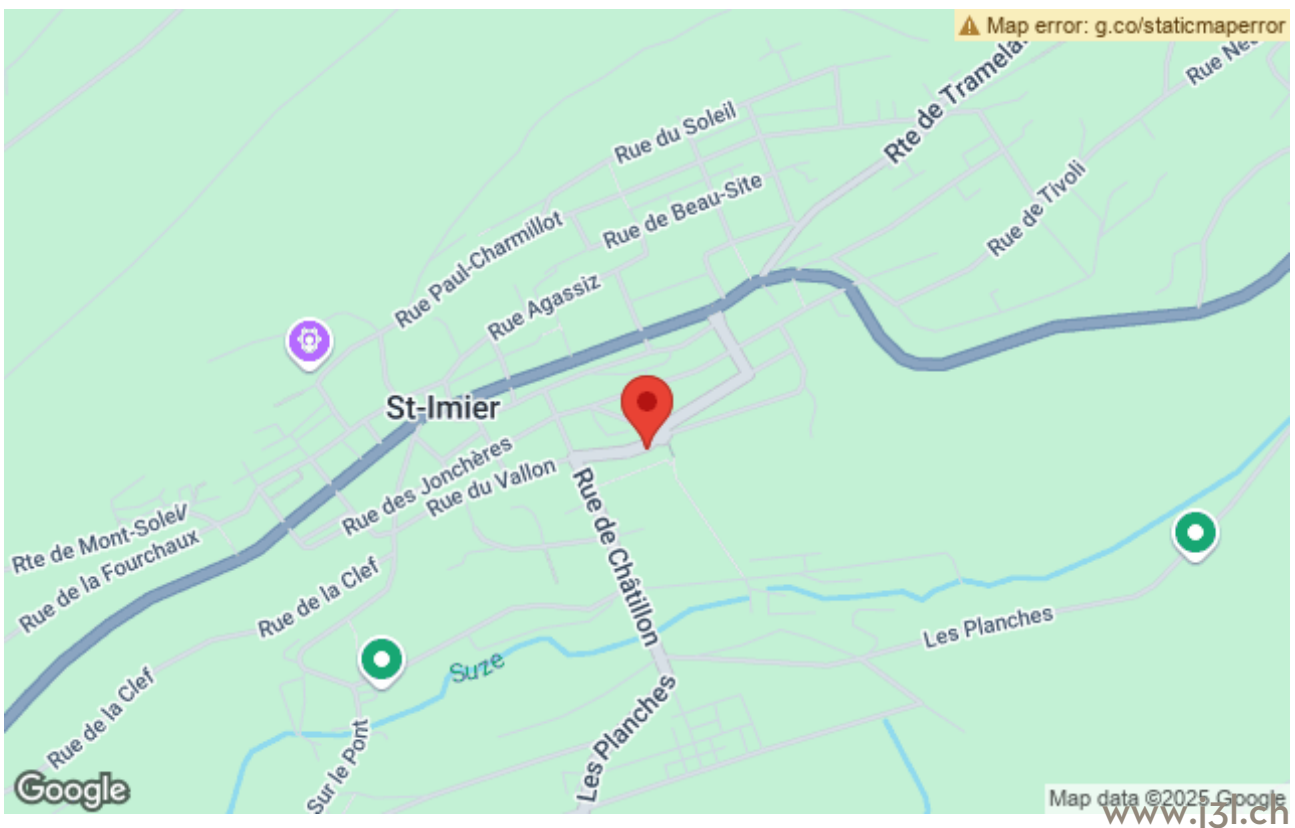 Map error: g.co/staticmaperror
Rte de Tramela
Rue du Soleil
Rue de Beau-Site
Rue de Tivoli
Rue Paul-Charmillot
Rue Agassiz
St-Imier
Rue des Jonchères
Rue du Vallon
Rte de Mont-Solei
Rue de la Fourchaux
Rue de la Clef
Rue de Châtillon
Les Planches
Suze
Rue de la Clef
Sur le Pont
Les Planches
Google
Map data ©2025 Google
www.j3l.ch